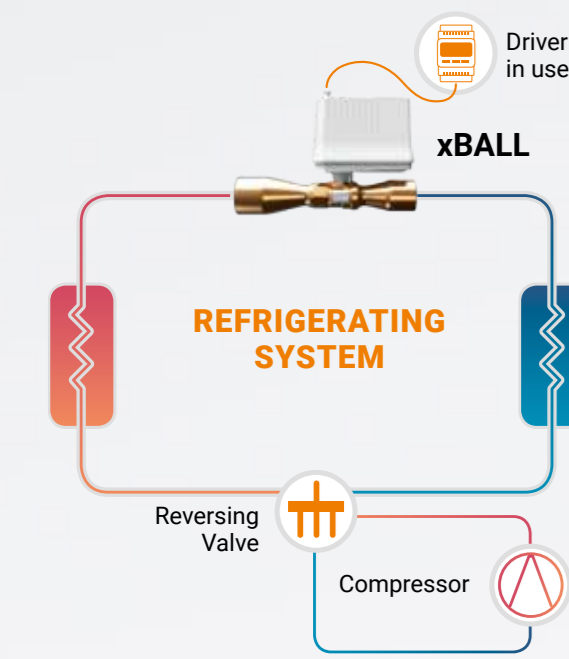 Driver
in use
xBALL
REFRIGERATING
SYSTEM
Reversing
Valve
Compressor